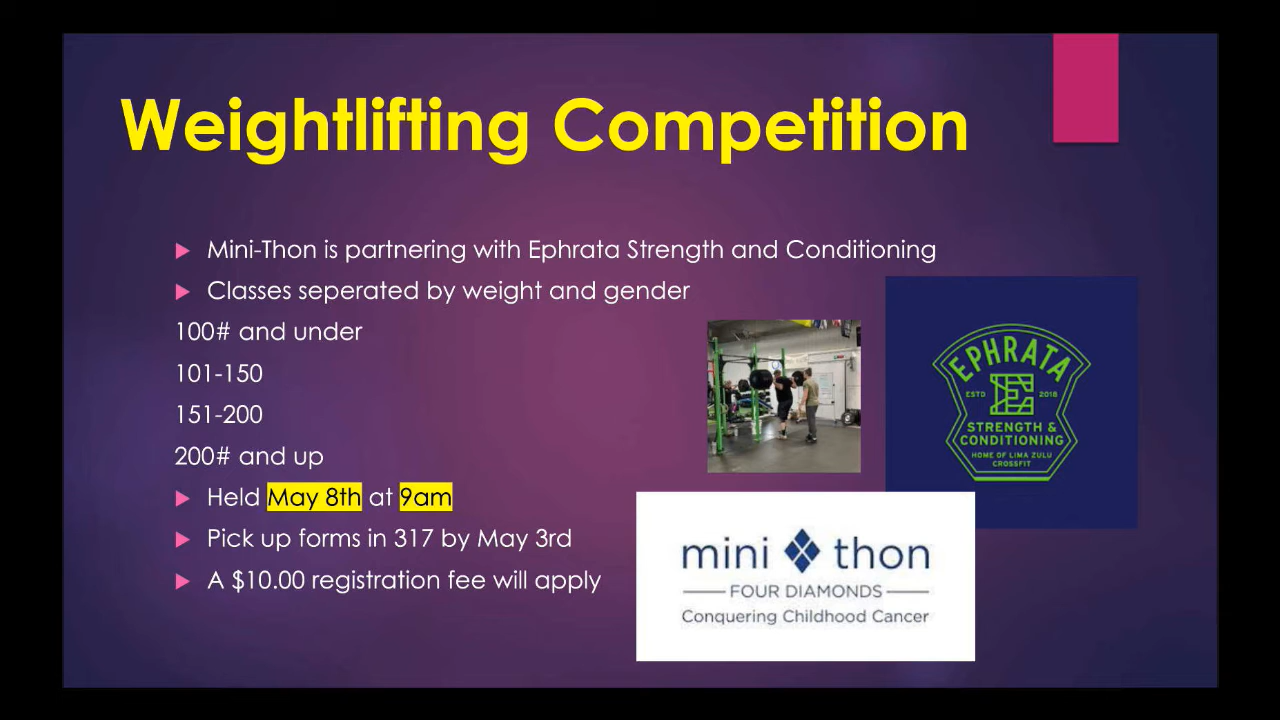 Weightlifting Competition
Mini-Thon is partnering with Ephrata Strength and Conditioning
Classes seperated by weight and gender
100# and under
101-150
151-200
200# and up
Held May 8th at 9am
Pick up forms in 317 by May 3rd
A $10.00 registration fee will apply
EPHRATA
ESTD E 2018
STRENGTH &
CONDITIONING
HOME OF LIMA ZULU
CROSSFIT
mini thon
FOUR DIAMONDS
Conquering Childhood Cancer